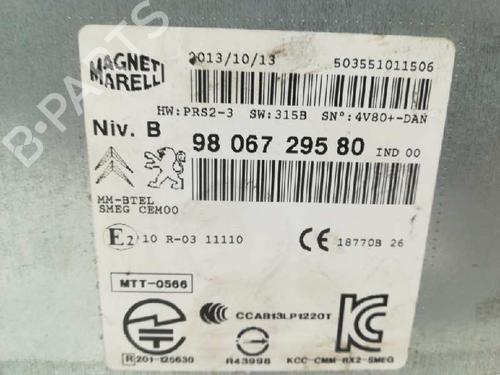 MAGNETI
MARELLI
2013/10/13
503551011506
HW:PRS2-3 SW:315B SN°:4V80+-DAN
Niv. B
98 067 295 80 IND 00
MM-BTEL
SMEG CEM00
E2 10 R-03 11110
CE 18770B 26
MTT-0566
CCAB13LP1220T
R 201-125630
R43998
KCC-CMM-RX2-SMEG
B-PARTS